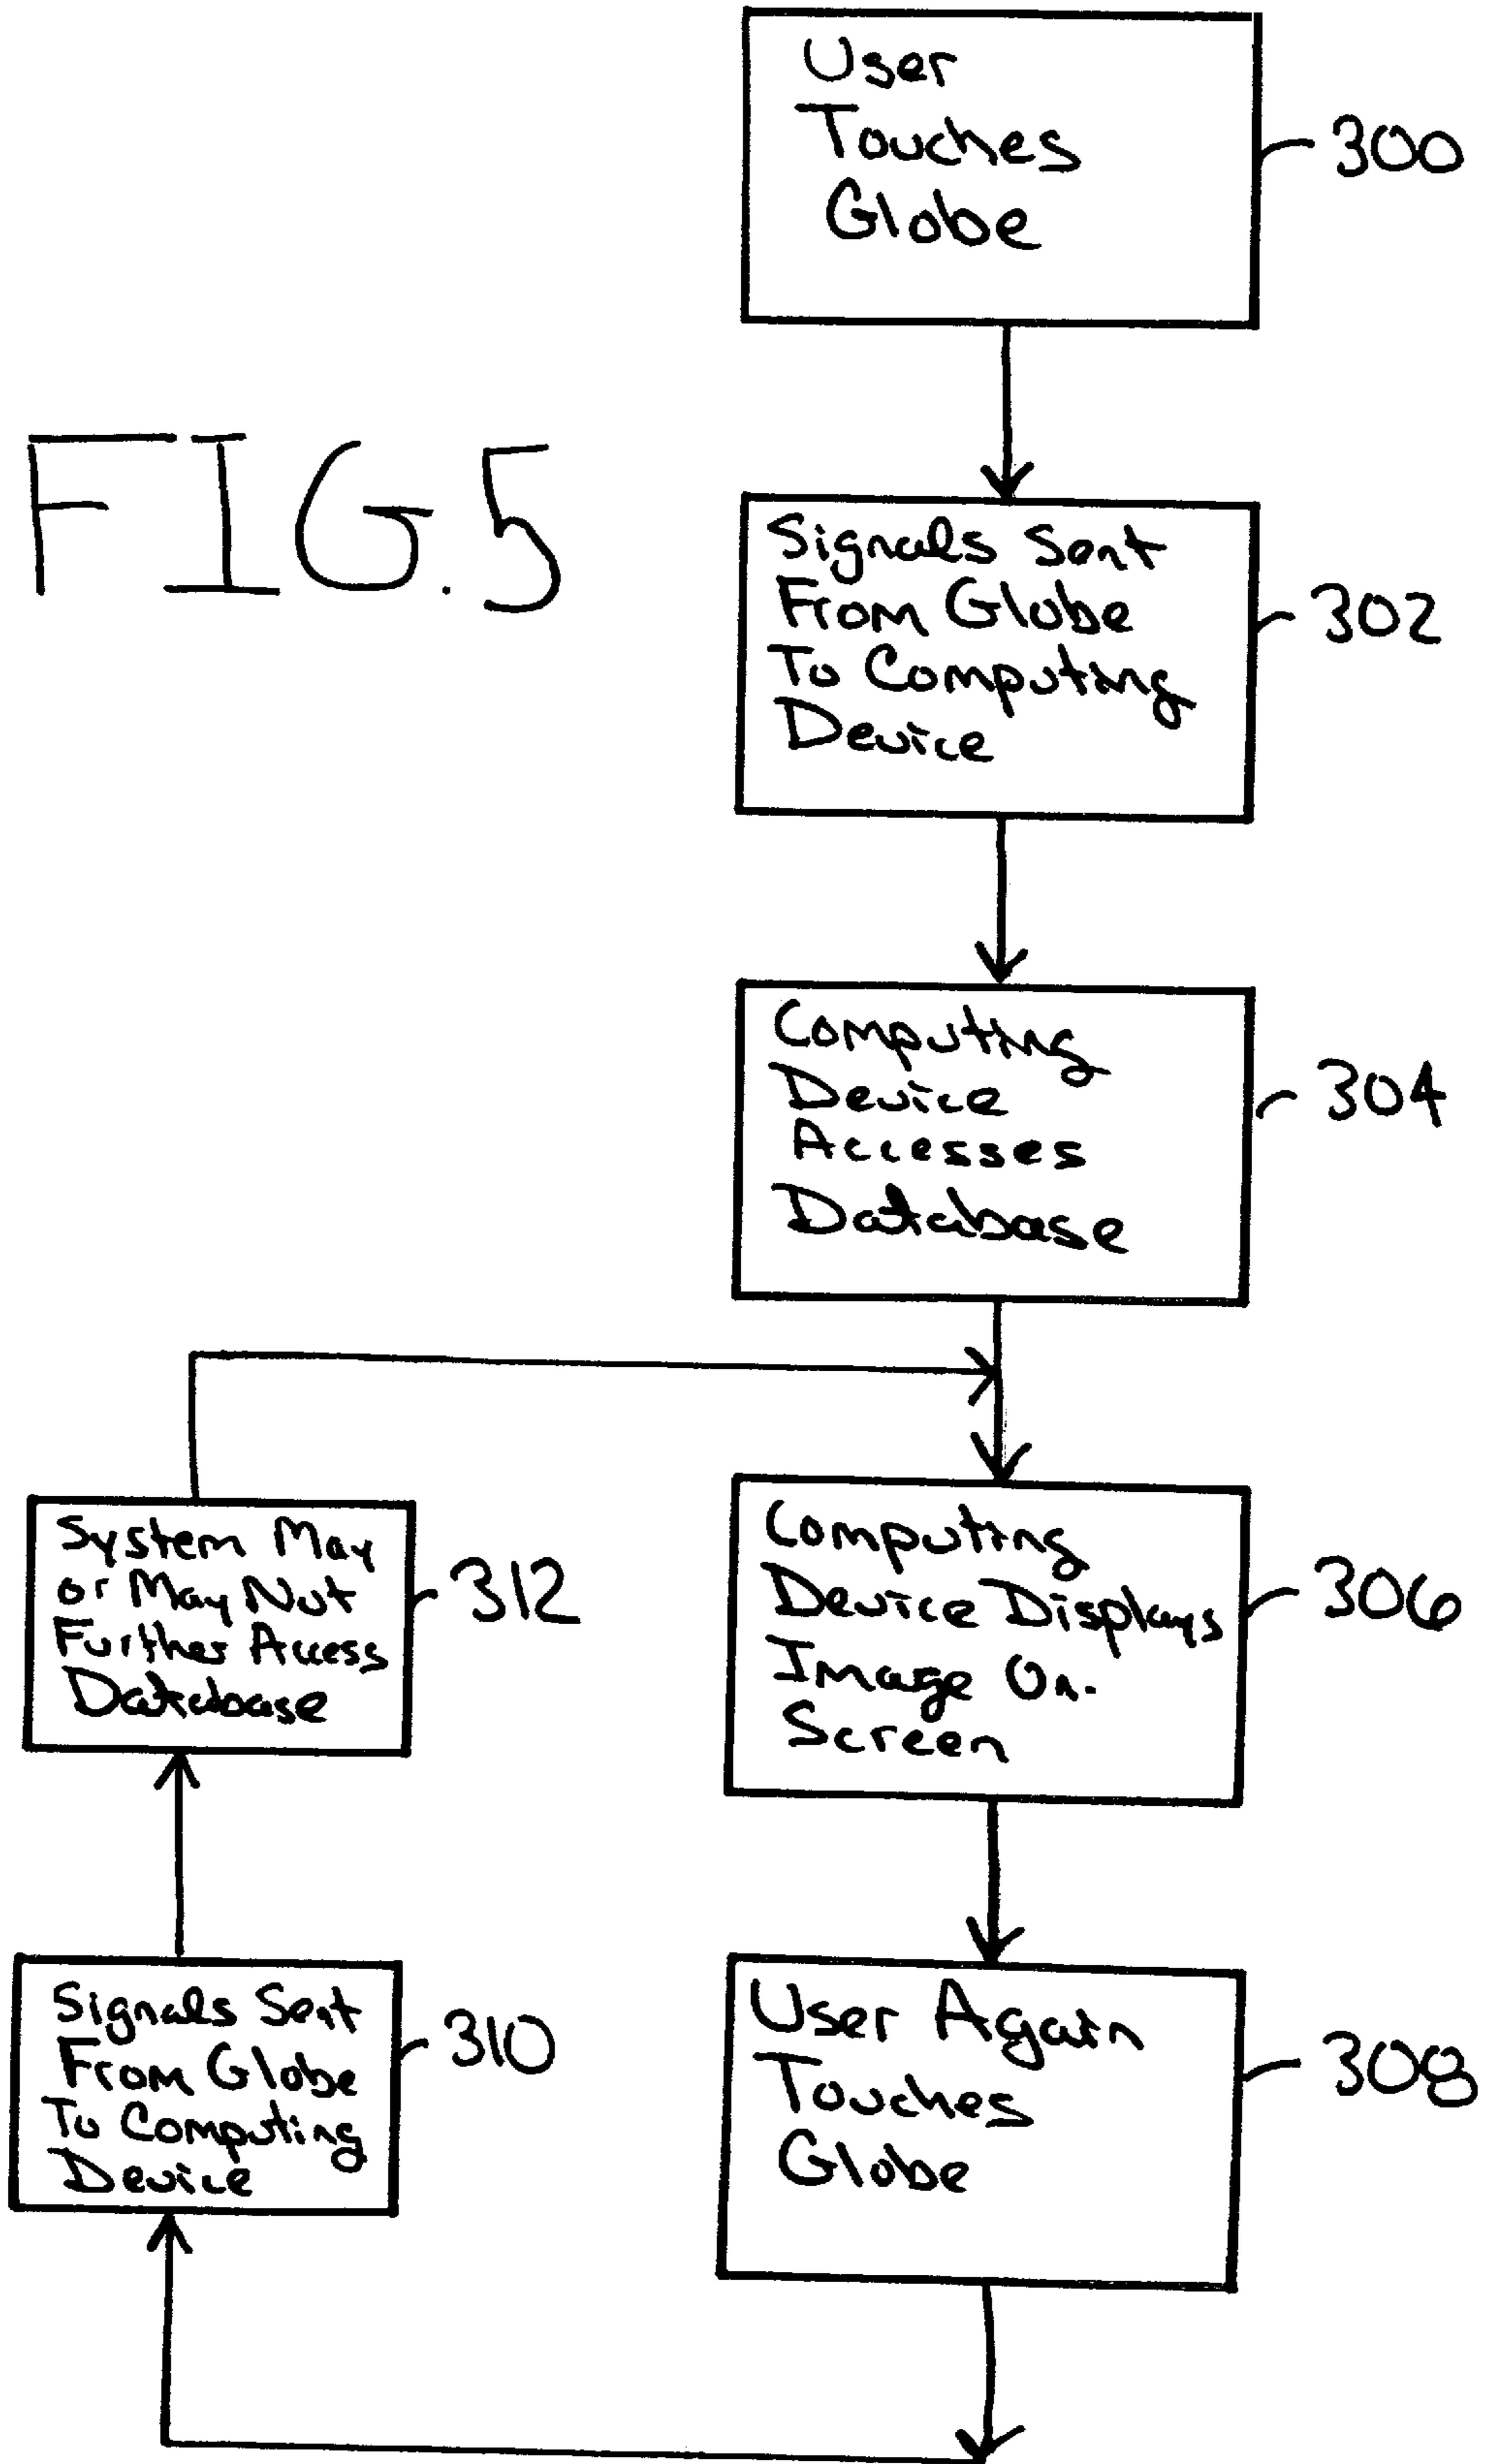 User
Touches
Globe
300
FIG. 5
Signals Sent
From Globe
To Computing
Device
302
Computing
Device
Accesses
Database
304
System May
or May Not
Further Access
Database
312
Computing
Device Displays
Image On
Screen
306
Signals Sent
From Globe
To Computing
Device
310
User Again
Touches
Globe
308